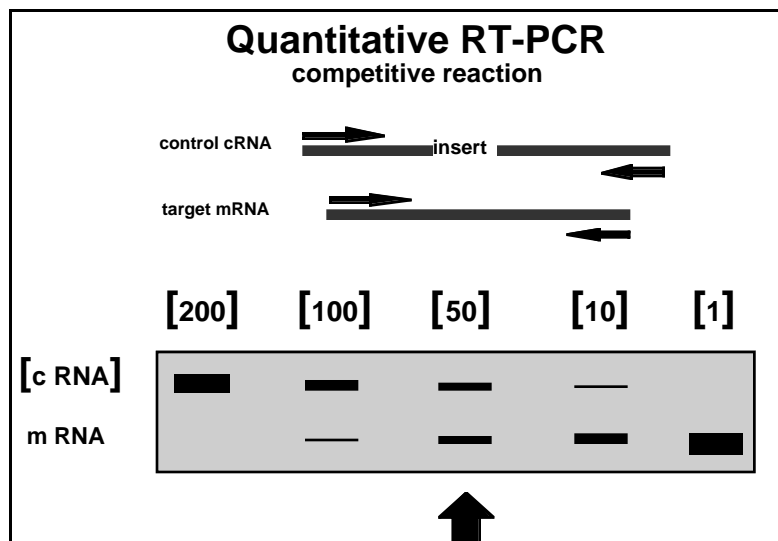 Quantitative RT-PCR
competitive reaction
control cRNA insert
target mRNA
[200] [100] [50] [10] [1]
[c RNA]
m RNA